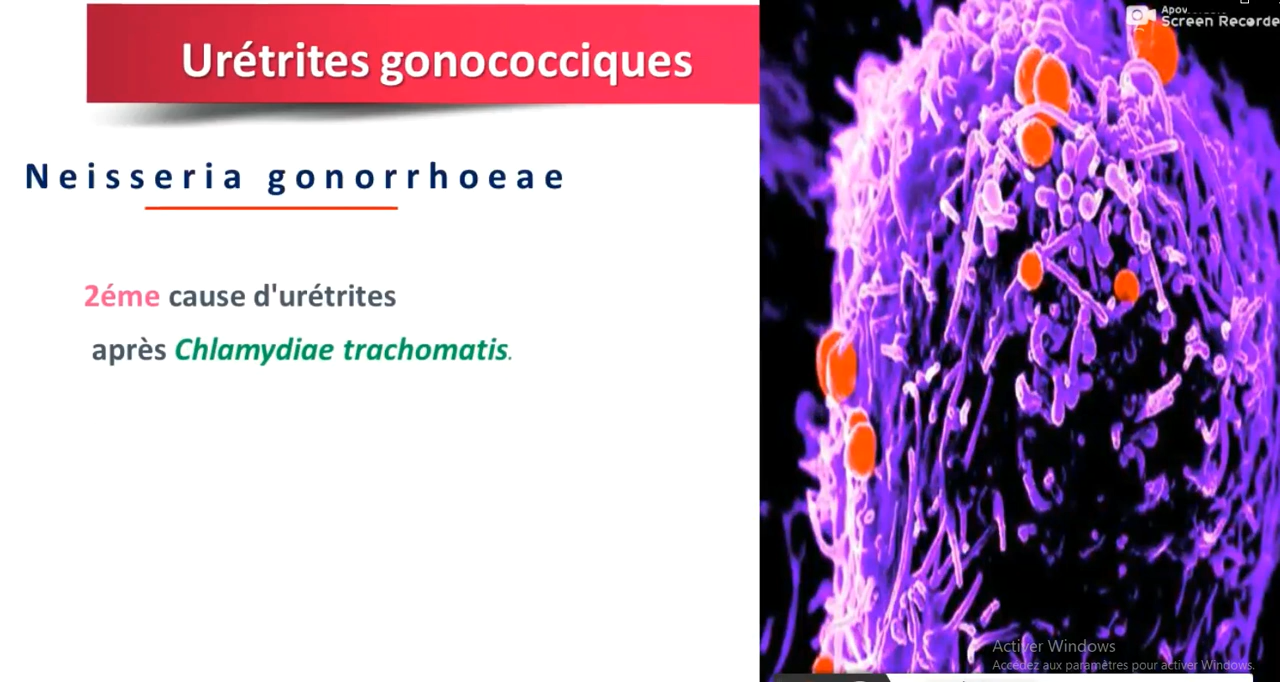 Urétrites gonococciques
Neisseria gonorrhoeae
2éme cause d'urétrites
après Chlamydiae trachomatis.
Screen Recorde
Activer Windows
Accédez aux paramètres pour activer Windows.